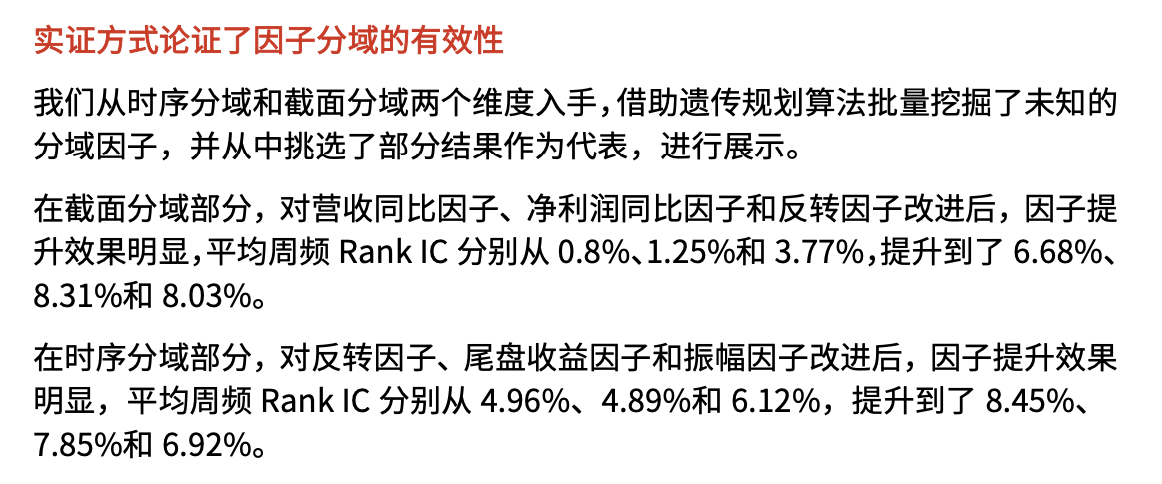 实证方式论证了因子分域的有效性
我们从时序分域和截面分域两个维度入手,借助遗传规划算法批量挖掘了未知的
分域因子，并从中挑选了部分结果作为代表，进行展示。
在截面分域部分，对营收同比因子、净利润同比因子和反转因子改进后，因子提
升效果明显,平均周频 Rank IC 分别从 0.8%、1.25%和 3.77%,提升到了 6.68%、
8.31%和 8.03%。
在时序分域部分，对反转因子、尾盘收益因子和振幅因子改进后，因子提升效果
明显，平均周频 Rank IC 分别从 4.96%、4.89%和 6.12%，提升到了 8.45%、
7.85%和 6.92%。